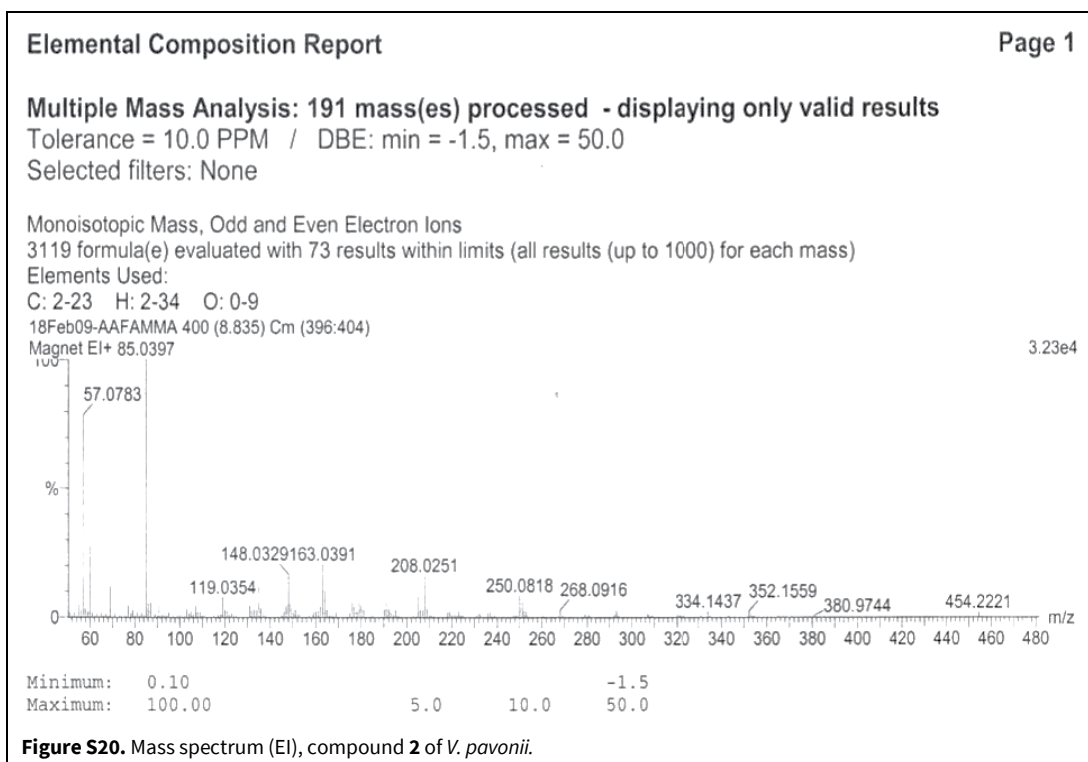 Elemental Composition Report Page 1
Multiple Mass Analysis: 191 mass(es) processed - displaying only valid results
Tolerance = 10.0 PPM / DBE: min = -1.5, max = 50.0
Selected filters: None
Monoisotopic Mass, Odd and Even Electron Ions
3119 formula(e) evaluated with 73 results within limits (all results (up to 1000) for each mass)
Elements Used:
C: 2-23 H: 2-34 O: 0-9
18Feb09-AAFAMMA 400 (8.835) Cm (396:404)
Magnet EI+ 85.0397 3.23e4
100
57.0783
%
148.0329 163.0391
208.0251
119.0354
250.0818
268.0916
334.1437
352.1559
380.9744
454.2221
0
m/z
60 80 100 120 140 160 180 200 220 240 260 280 300 320 340 360 380 400 420 440 460 480
Minimum: 0.10 -1.5
Maximum: 100.00 5.0 10.0 50.0
Figure S20. Mass spectrum (EI), compound 2 of V. pavonii.